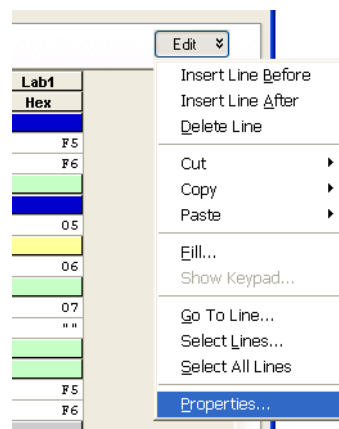 Edit
Lab1
Hex
F5
F6
05
06
07
" "
F5
F6
Insert Line Before
Insert Line After
Delete Line
Cut
Copy
Paste
Fill...
Show Keypad...
Go To Line...
Select Lines...
Select All Lines
Properties...